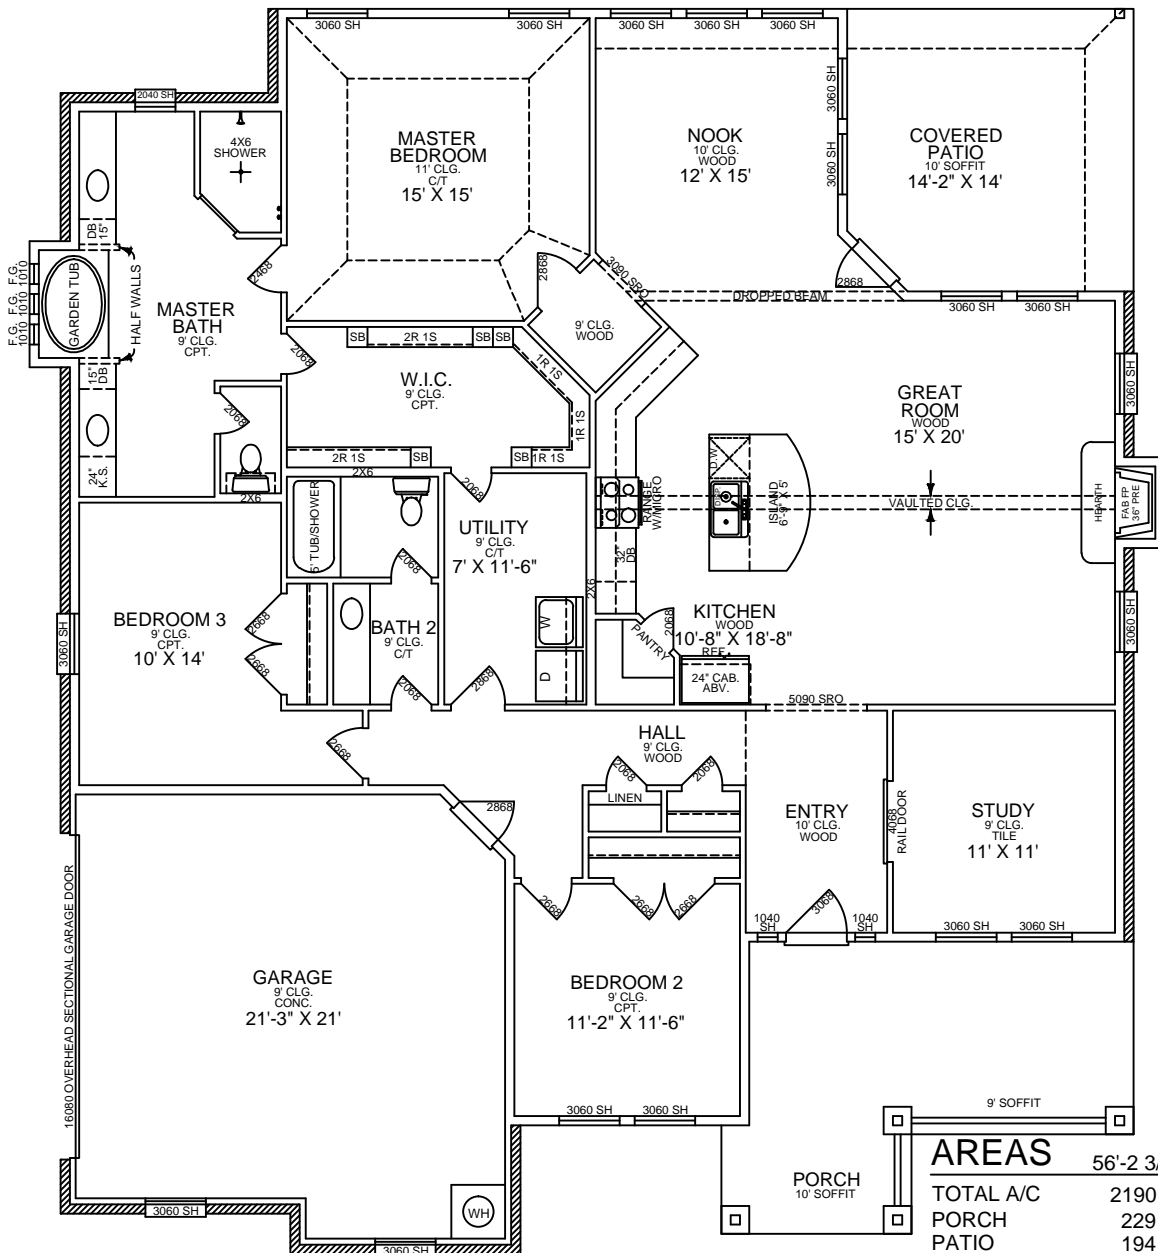 3060 SH
3060 SH
3060 SH
3060 SH
3060 SH
2040 SH
4X6
SHOWER
MASTER
BEDROOM
11' CLG.
C/T
15' X 15'
NOOK
10' CLG.
WOOD
12' X 15'
3060 SH
3060 SH
COVERED
PATIO
10' SOFFIT
14'-2" X 14'
DB
15"
F.G.
1010
F.G.
1010
F.G.
1010
GARDEN TUB
HALF WALLS
2468
MASTER
BATH
9' CLG.
CPT.
15"
DB
24"
K.S.
2068
2068
2X6
2868
3090 SRO
9' CLG.
WOOD
DROPPED BEAM
2868
3060 SH
3060 SH
SB
2R 1S
SB
SB
1R 1S
1R 1S
W.I.C.
9' CLG.
CPT.
2R 1S
SB
SB
1R 1S
GREAT
ROOM
WOOD
15' X 20'
3060 SH
2X6
5' TUB/SHOWER
2068
2068
UTILITY
9' CLG.
C/T
7' X 11'-6"
RANGE
W/MICRO
D.W.
DISP
ISLAND
6'-9" X 5'
VAULTED CLG.
HEARTH
FAB FP
36" PRE
32"
DB
2X6
BEDROOM 3
9' CLG.
CPT.
10' X 14'
3060 SH
2668
2668
BATH 2
9' CLG.
C/T
2068
2868
W
D
PANTRY
2068
KITCHEN
WOOD
10'-8" X 18'-8"
REF.
24" CAB.
ABV.
3060 SH
5090 SRO
2668
HALL
9' CLG.
WOOD
2068
2068
LINEN
2868
ENTRY
10' CLG.
WOOD
4068
RAIL DOOR
STUDY
9' CLG.
TILE
11' X 11'
2668
2668
2668
3068
1040
SH
1040
SH
3060 SH
3060 SH
16080 OVERHEAD SECTIONAL GARAGE DOOR
GARAGE
9' CLG.
CONC.
21'-3" X 21'
BEDROOM 2
9' CLG.
CPT.
11'-2" X 11'-6"
3060 SH
3060 SH
9' SOFFIT
PORCH
10' SOFFIT
WH
3060 SH
3060 SH
AREAS 56'-2 3/
TOTAL A/C 2190
PORCH 229
PATIO 194